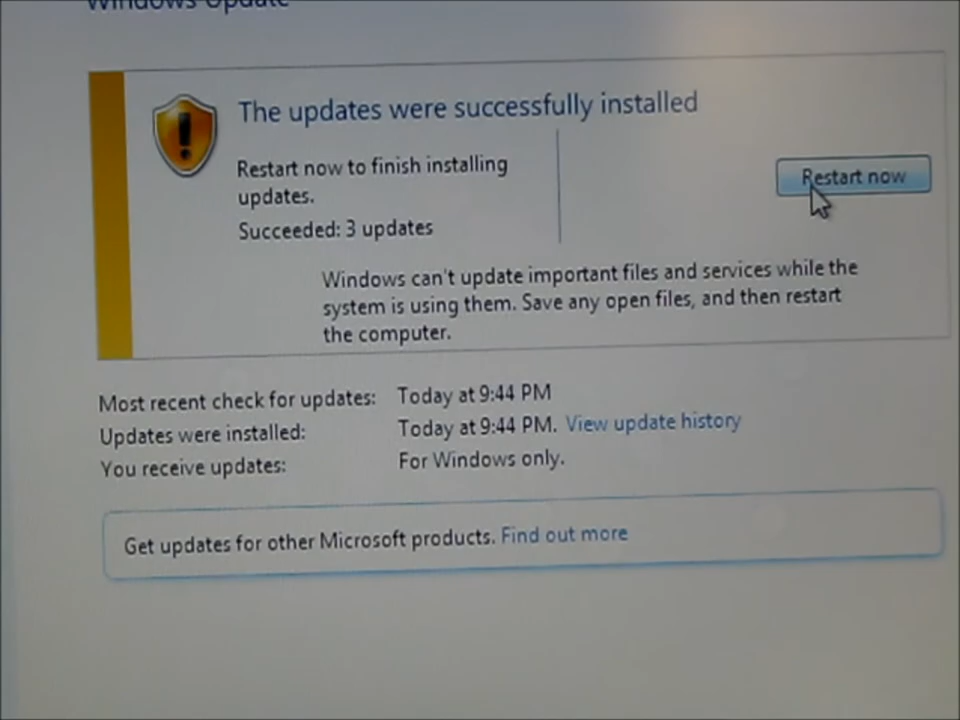 Windows Update
The updates were successfully installed
Restart now to finish installing
updates.
Succeeded: 3 updates
Restart now
Windows can't update important files and services while the
system is using them. Save any open files, and then restart
the computer.
Most recent check for updates: Today at 9:44 PM
Updates were installed: Today at 9:44 PM. View update history
You receive updates: For Windows only.
Get updates for other Microsoft products. Find out more